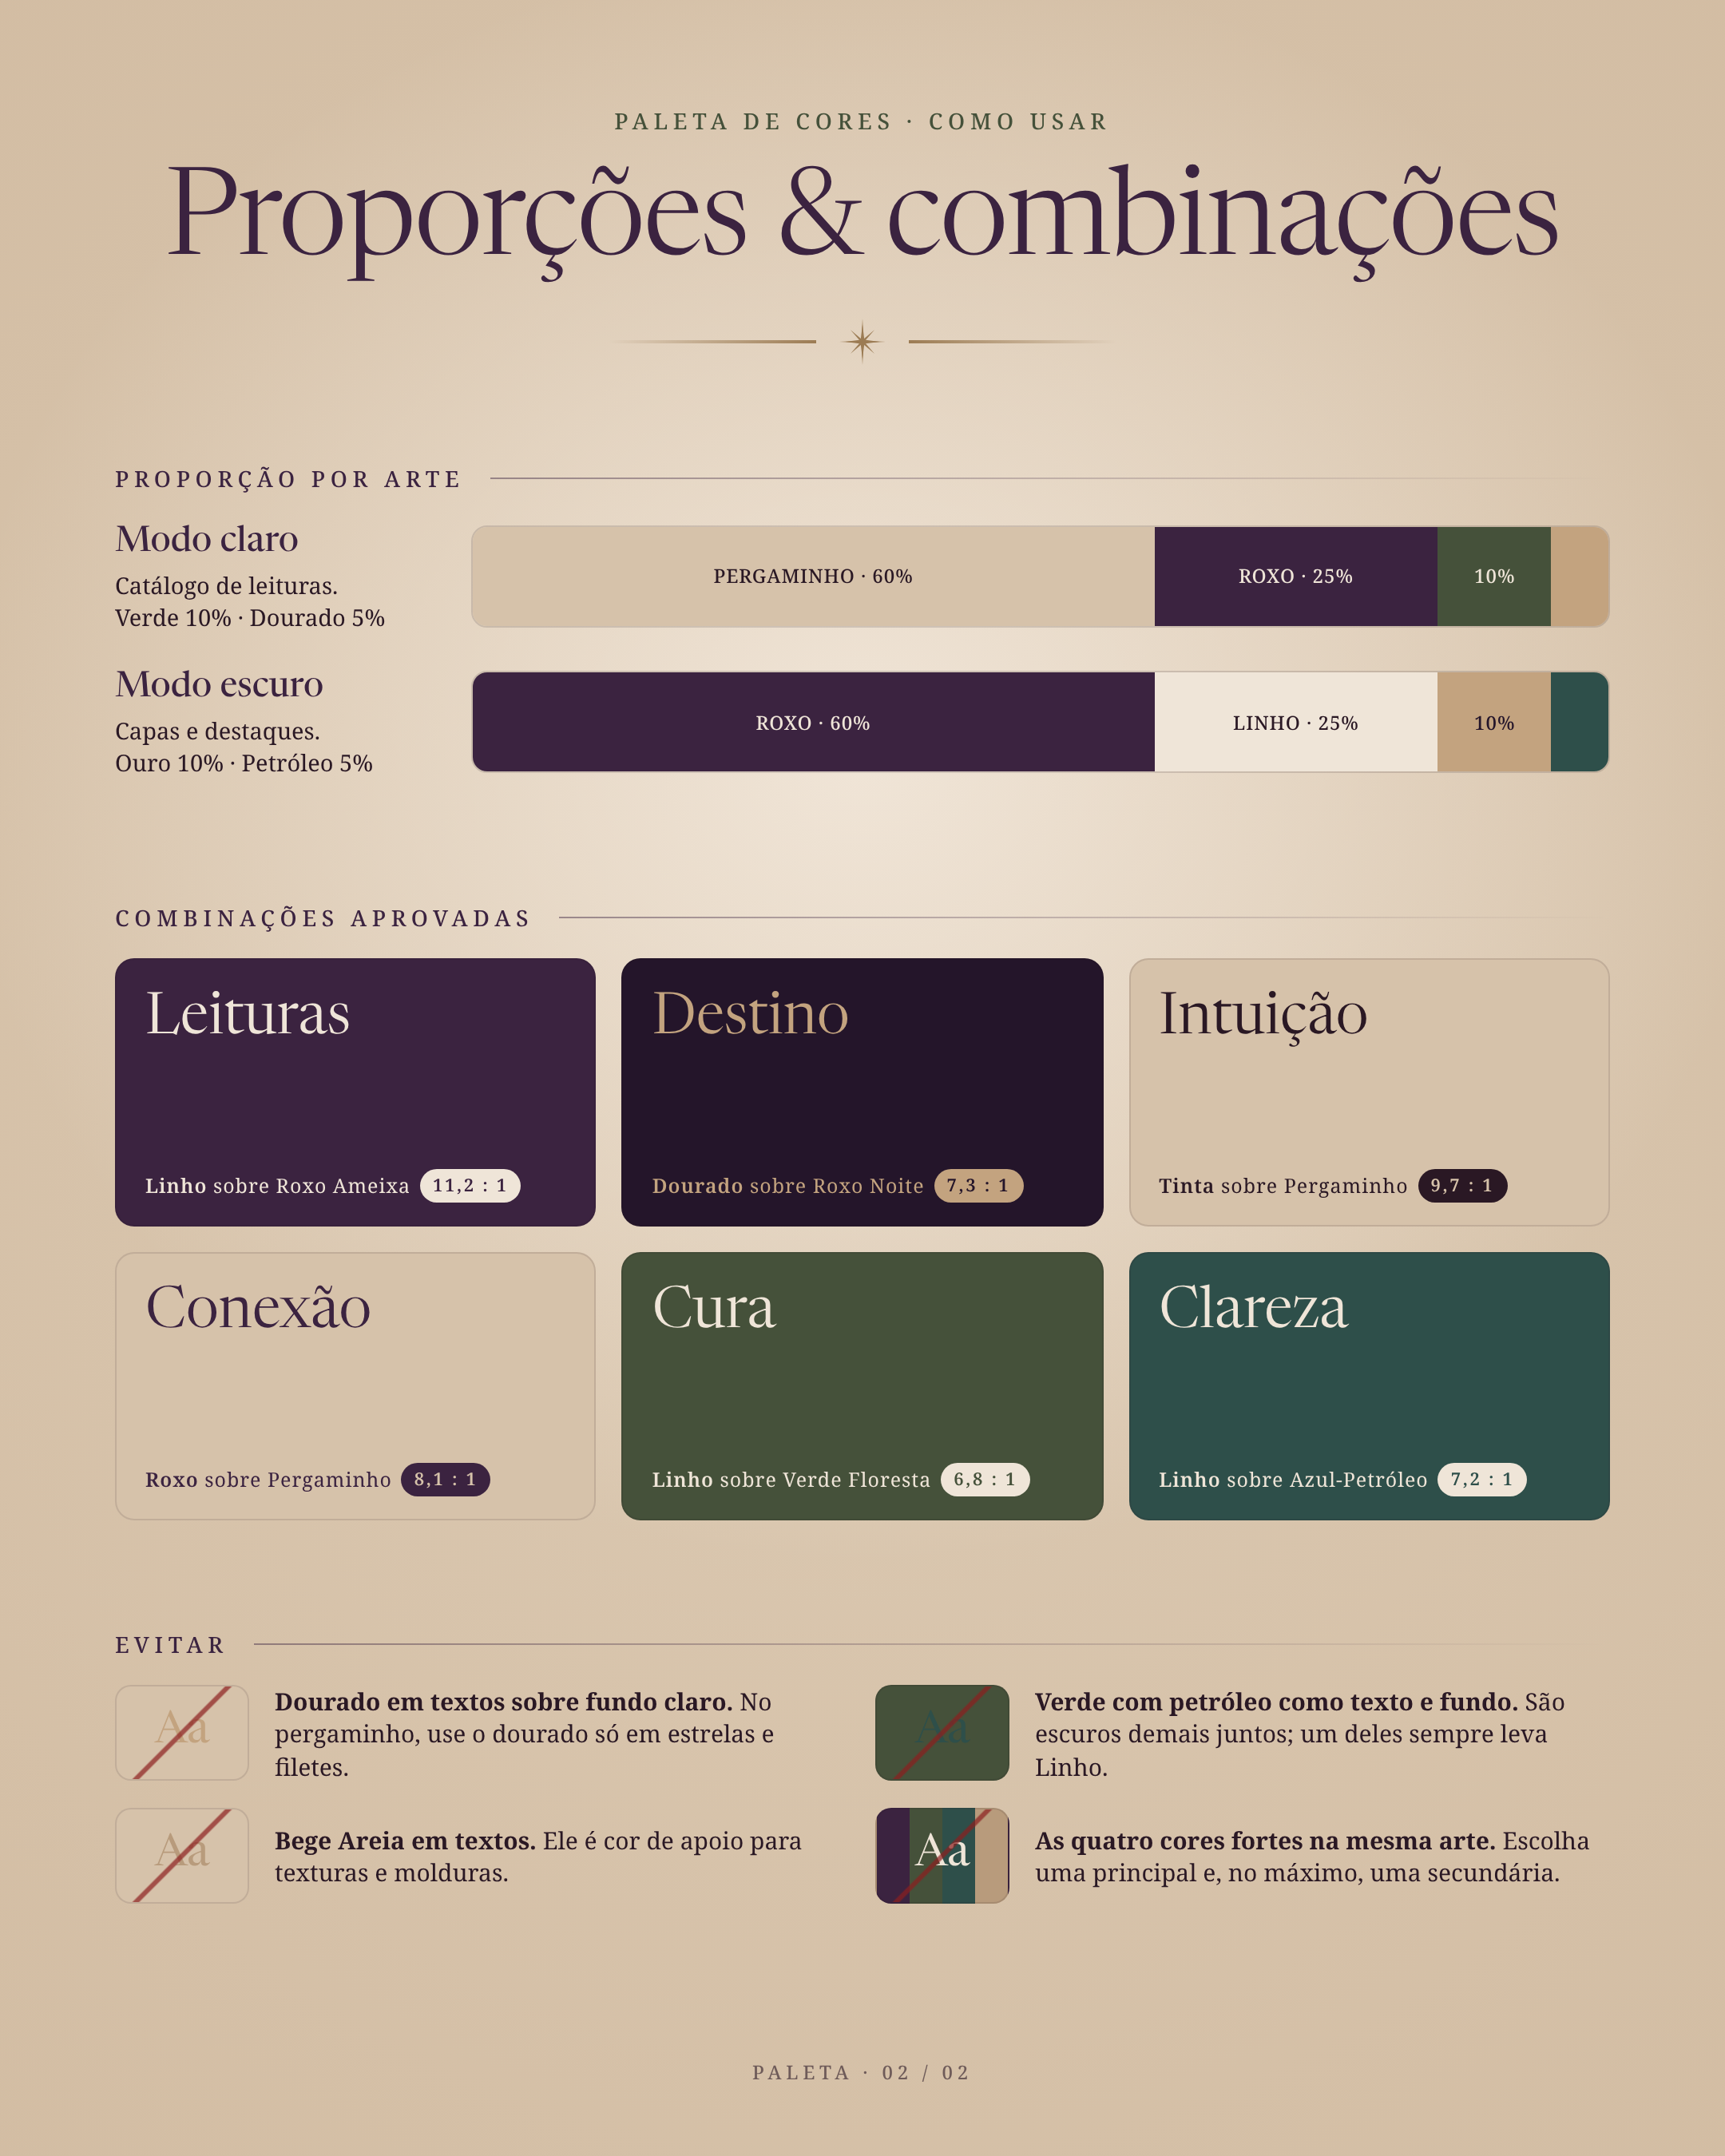 PALETA DE CORES · COMO USAR
Proporções & combinações
PROPORÇÃO POR ARTE
Modo claro
Catálogo de leituras.
Verde 10% · Dourado 5%
PERGAMINHO · 60%
ROXO · 25%
10%
Modo escuro
Capas e destaques.
Ouro 10% · Petróleo 5%
ROXO · 60%
LINHO · 25%
10%
COMBINAÇÕES APROVADAS
Leituras
Linho sobre Roxo Ameixa 11,2 : 1
Destino
Dourado sobre Roxo Noite 7,3 : 1
Intuição
Tinta sobre Pergaminho 9,7 : 1
Conexão
Roxo sobre Pergaminho 8,1 : 1
Cura
Linho sobre Verde Floresta 6,8 : 1
Clareza
Linho sobre Azul-Petróleo 7,2 : 1
EVITAR
Aa
Dourado em textos sobre fundo claro. No
pergaminho, use o dourado só em estrelas e
filetes.
Aa
Verde com petróleo como texto e fundo. São
escuros demais juntos; um deles sempre leva
Linho.
Aa
Bege Areia em textos. Ele é cor de apoio para
texturas e molduras.
Aa
As quatro cores fortes na mesma arte. Escolha
uma principal e, no máximo, uma secundária.
PALETA · 02 / 02